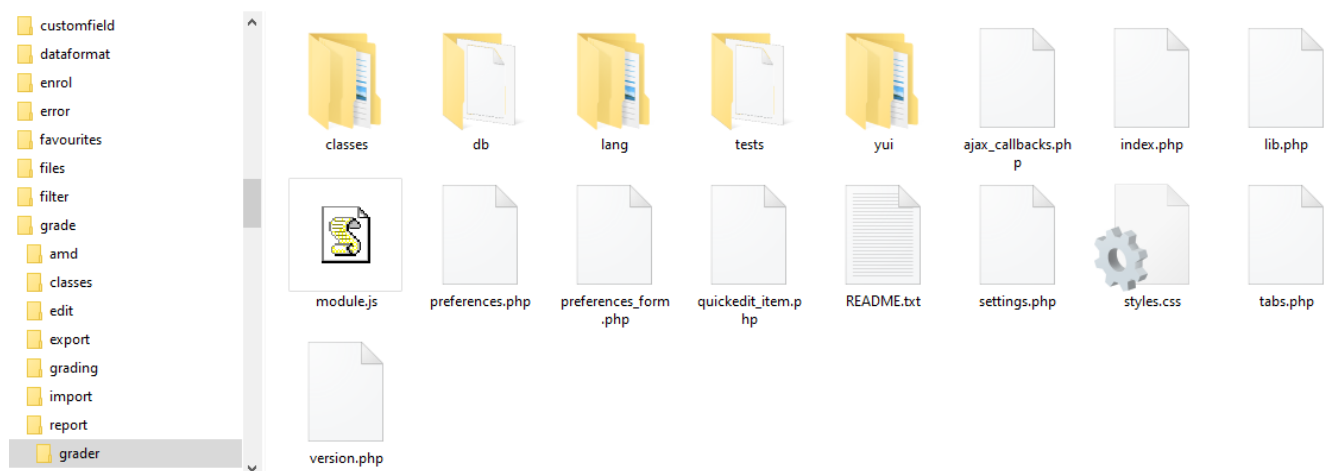 customfield
dataformat
enrol
error
favourites
files
filter
grade
amd
classes
edit
export
grading
import
report
grader
classes
db
lang
tests
yui
ajax_callbacks.ph
p
index.php
lib.php
module.js
preferences.php
preferences_form
.php
quickedit_item.p
hp
README.txt
settings.php
styles.css
tabs.php
version.php